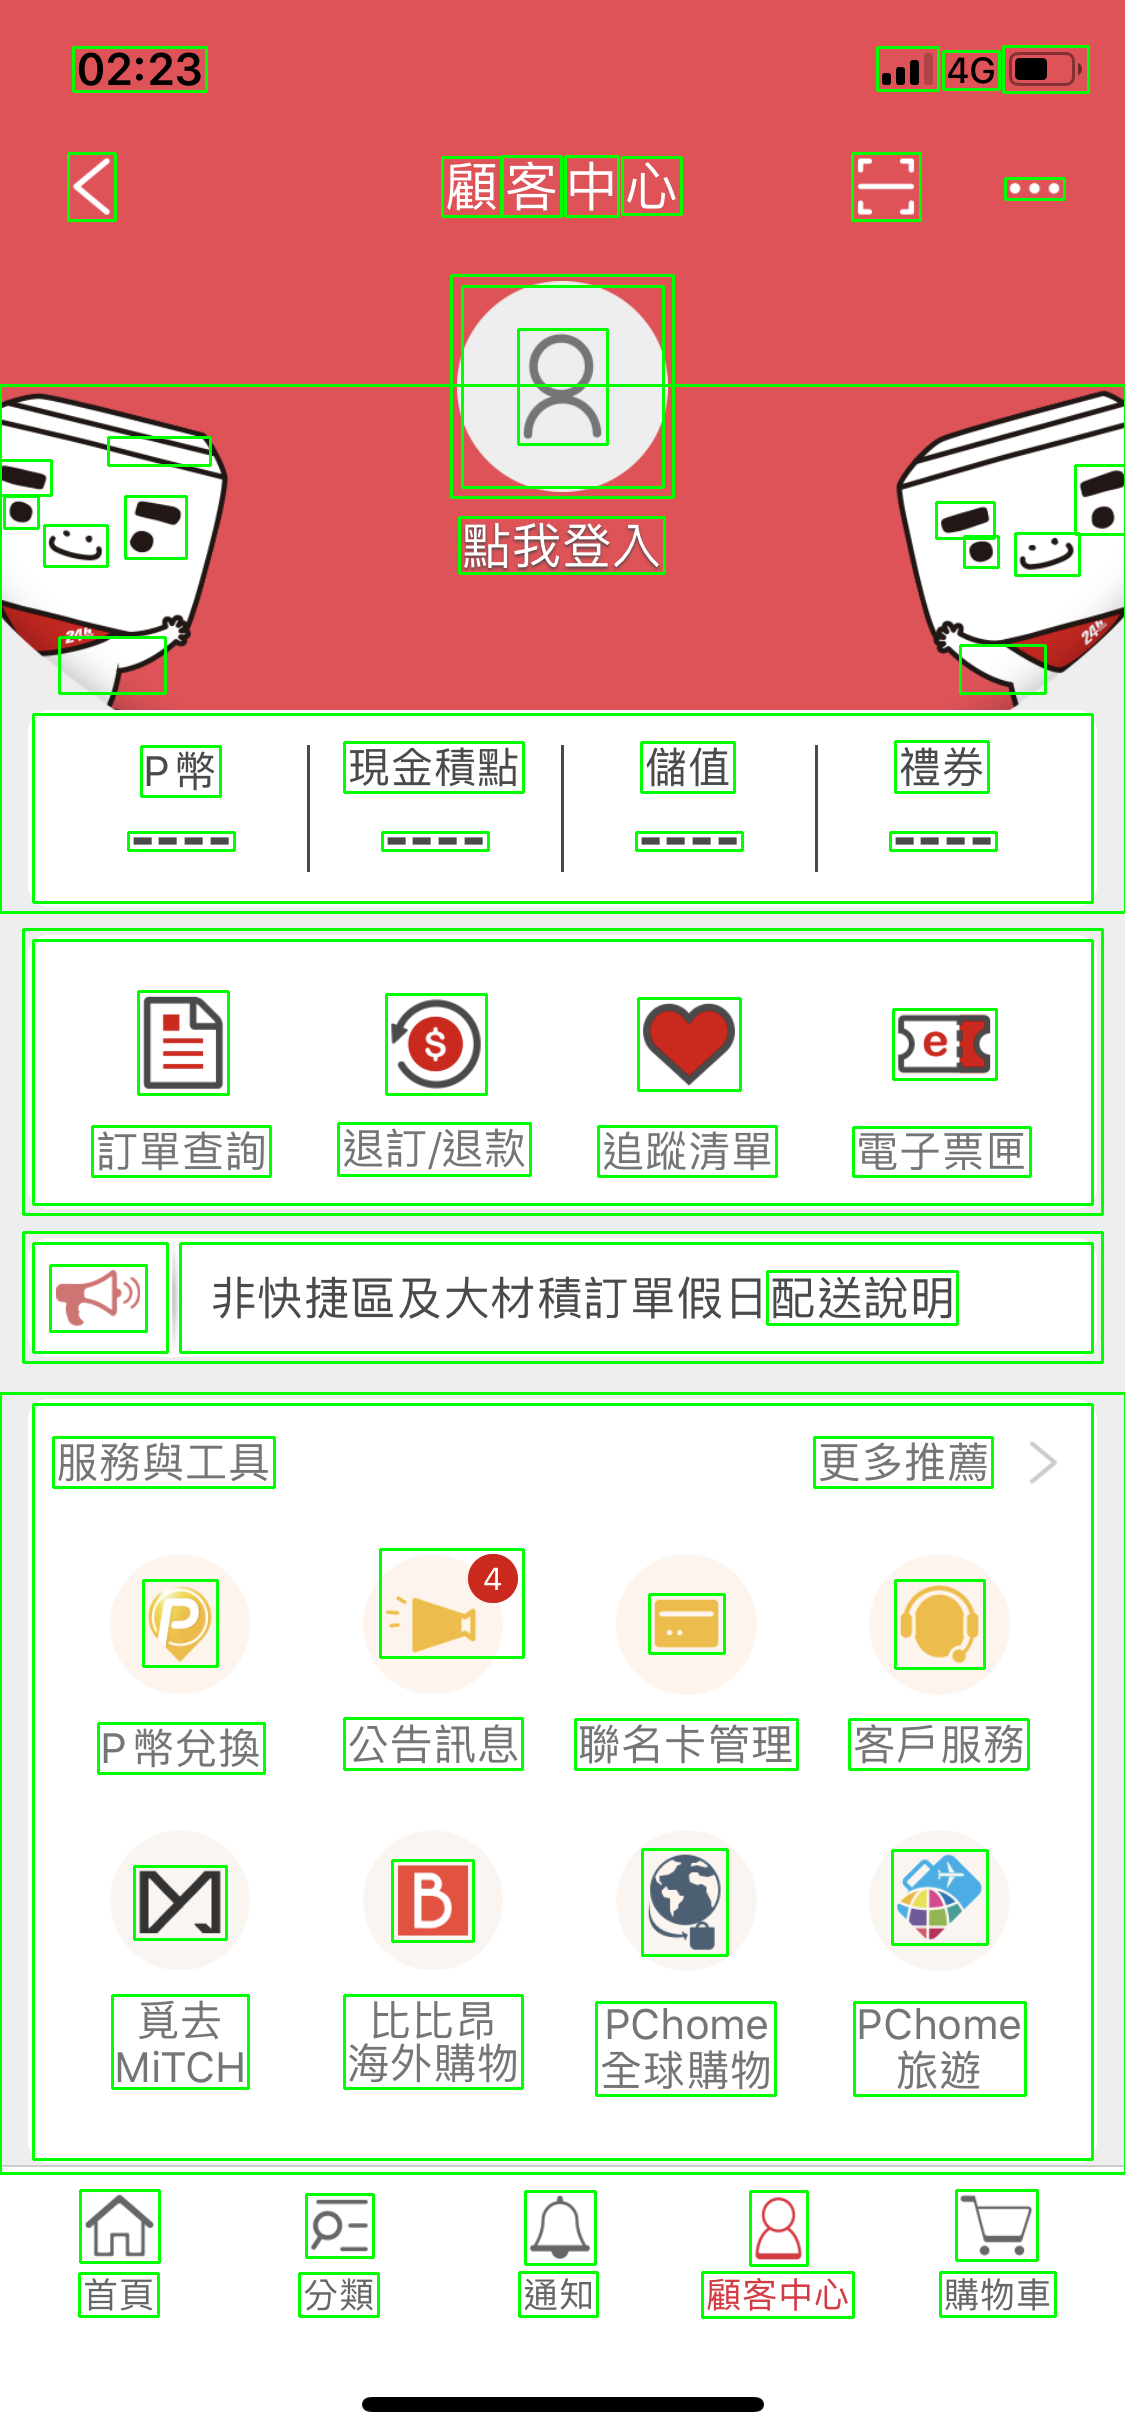 02:23 4G
顧客中心
點我登入
24h 24h
P幣 現金積點 儲值 禮券
---- ---- ---- ----
$ e
訂單查詢 退訂/退款 追蹤清單 電子票匣
非快捷區及大材積訂單假日配送說明
服務與工具 更多推薦
P 4
P幣兌換 公告訊息 聯名卡管理 客戶服務
B
覓去 比比昂 PChome PChome
MiTCH 海外購物 全球購物 旅遊
首頁 分類 通知 顧客中心 購物車